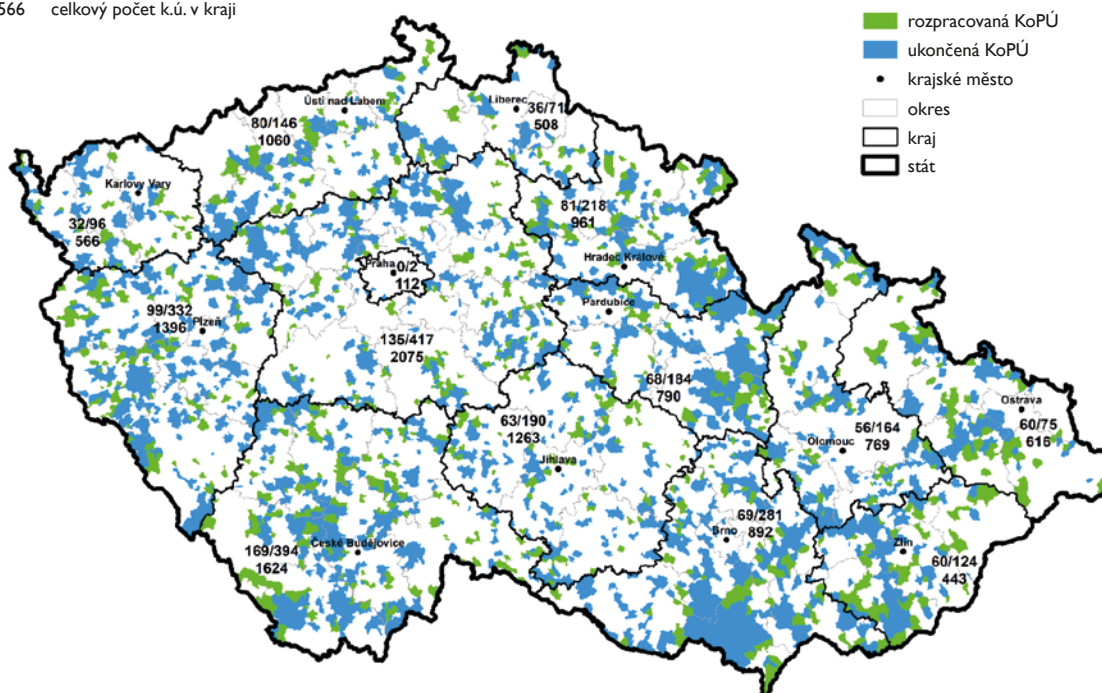 566 celkový počet k.ú. v kraji
rozpracovaná KoPÚ
ukončená KoPÚ
krajské město
okres
kraj
stát
Ústí nad Labem
80/146
1060
Liberec
36/71
508
Karlovy Vary
32/96
566
81/218
961
Hradec Králové
Praha
0/2
112
Pardubice
99/332
1396
Plzeň
135/417
2075
68/184
790
Ostrava
60/75
616
63/190
1263
Jihlava
56/164
769
Olomouc
69/281
892
Brno
169/394
1624
České Budějovice
Zlín
60/124
443